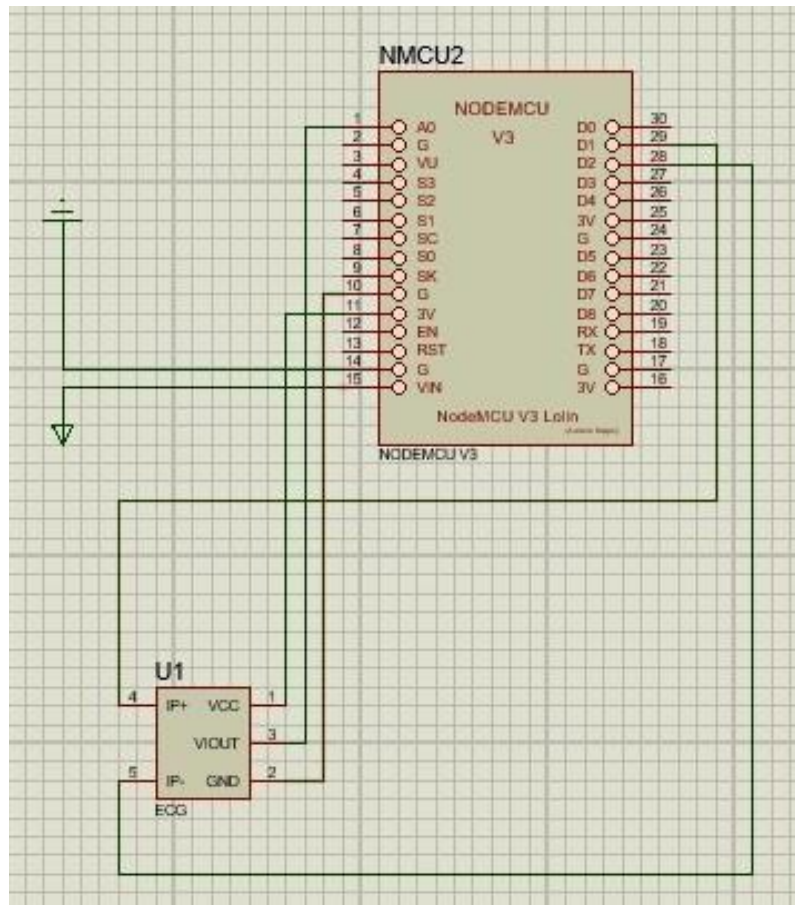 NMCU2
NODEMCU
V3
1 A0 D0 30
2 G D1 29
3 VU D2 28
4 S3 D3 27
5 S2 D4 26
6 S1 3V 25
7 SC G 24
8 S0 D5 23
9 SK D6 22
10 G D7 21
11 3V D8 20
12 EN RX 19
13 RST TX 18
14 G G 17
15 VIN 3V 16
NodeMCU V3 Lolin
NODEMCU V3
U1
4 IP+ VCC 1
VIOUT 3
5 IP- GND 2
ECG